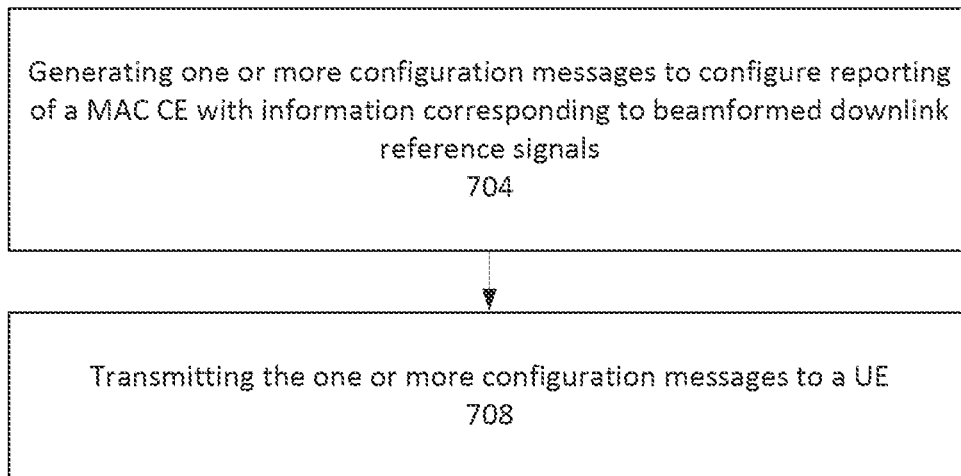 Generating one or more configuration messages to configure reporting
of a MAC CE with information corresponding to beamformed downlink
reference signals
704
Transmitting the one or more configuration messages to a UE
708